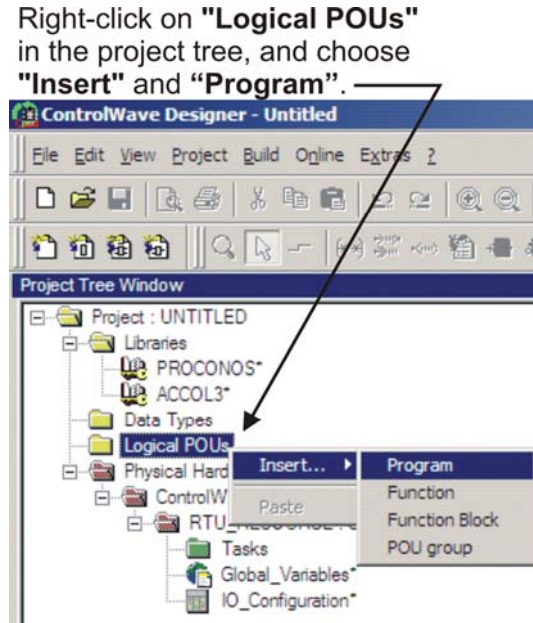 Right-click on "Logical POUs"
in the project tree, and choose
"Insert" and “Program”.
ControlWave Designer - Untitled
File Edit View Project Build Online Extras ?
Project Tree Window
Project : UNTITLED
Libraries
PROCONOS*
ACCOL3*
Data Types
Logical POUs
Insert...
Program
Physical Hard
Function
Paste
ControlW
Function Block
RTU_
POU group
Tasks
Global_Variables*
IO_Configuration*